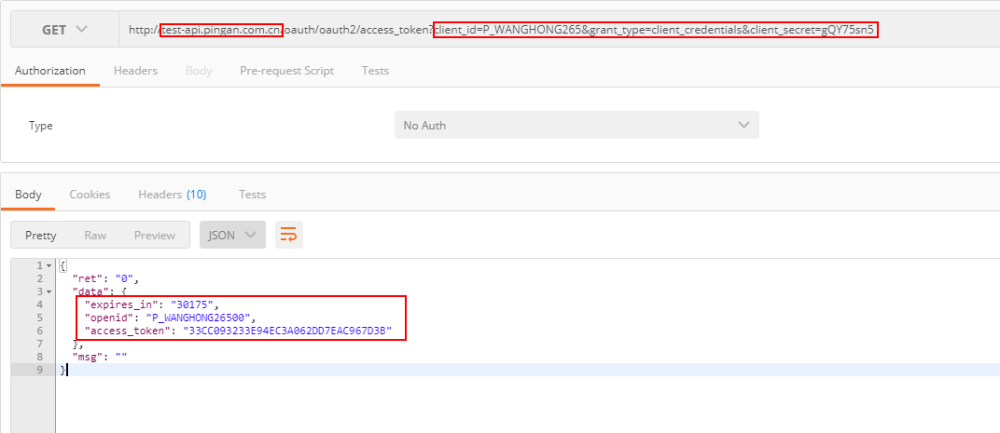 GET http://test-api.pingan.com.cn/oauth/oauth2/access_token?client_id=P_WANGHONG265&grant_type=client_credentials&client_secret=gQY75sn5
Authorization Headers Body Pre-request Script Tests
Type No Auth
Body Cookies Headers (10) Tests
Pretty Raw Preview JSON
1 {
2 "ret": "0",
3 "data": {
4 "expires_in": "30175",
5 "openid": "P_WANGHONG26500",
6 "access_token": "33CC093233E94EC3A062DD7EAC967D3B"
7 },
8 "msg": ""
9 }